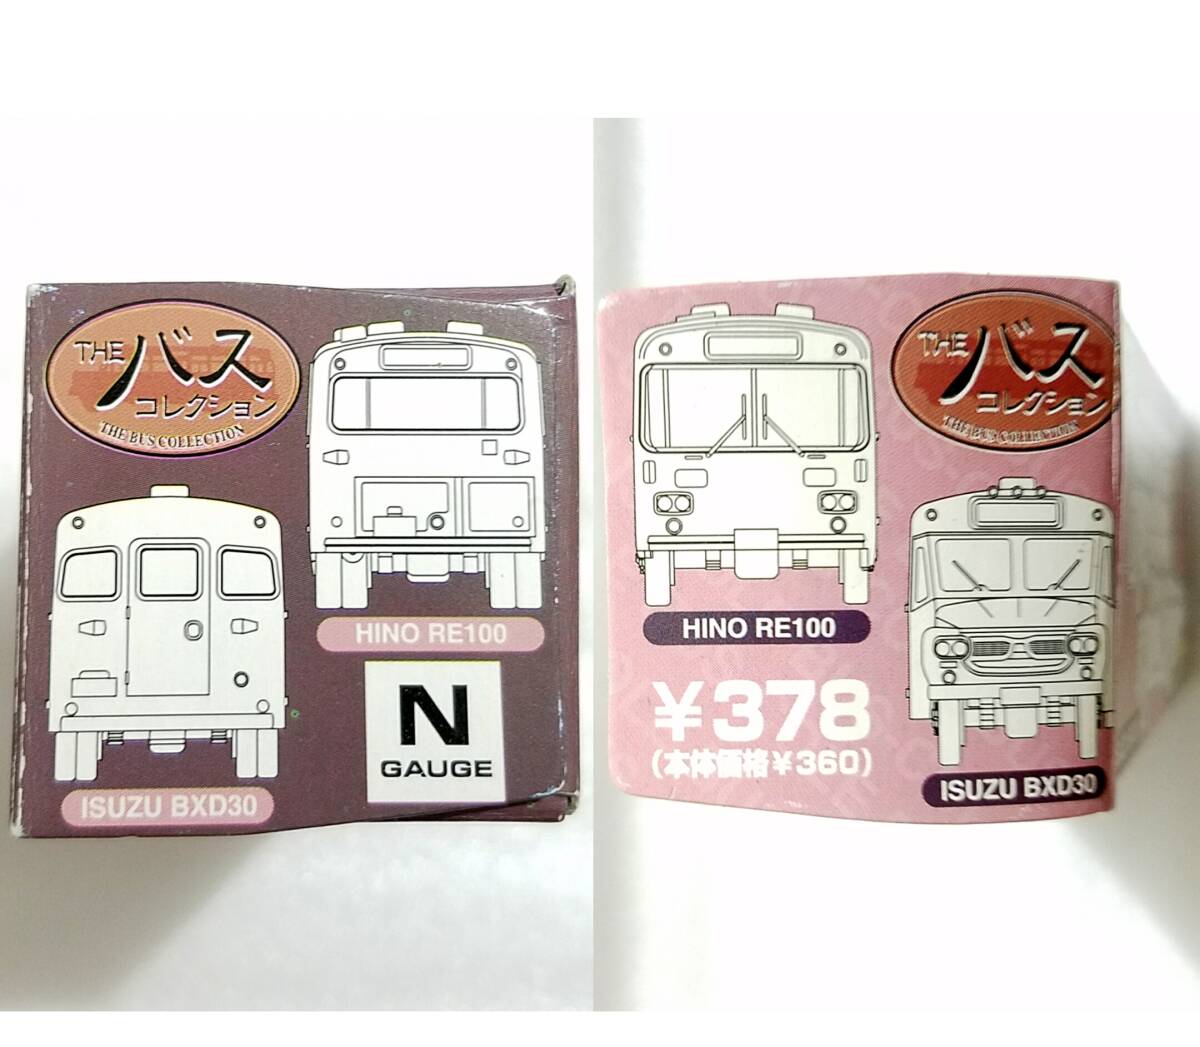 THE バス
コレクション
THE BUS COLLECTION
HINO RE100
ISUZU BXD30
N
GAUGE
THE バス
コレクション
THE BUS COLLECTION
HINO RE100
¥378
(本体価格¥360)
ISUZU BXD30